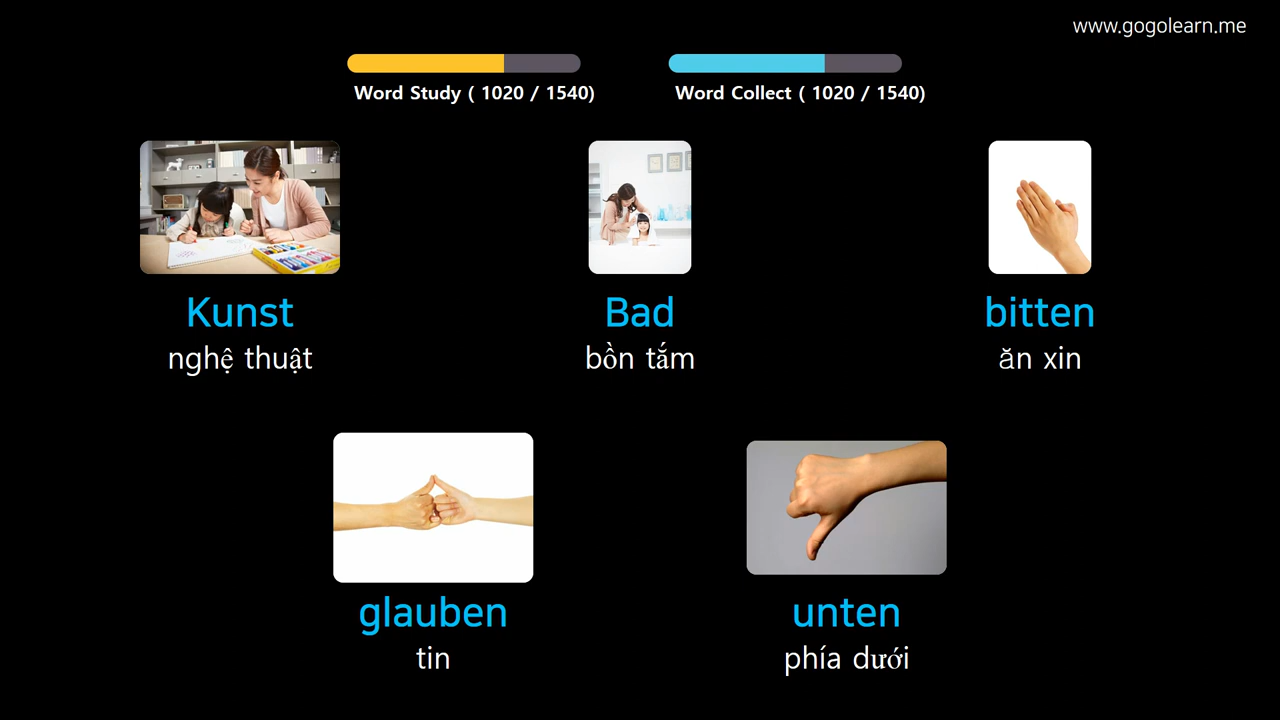 www.gogolearn.me
Word Study ( 1020 / 1540)
Word Collect ( 1020 / 1540)
Kunst
nghệ thuật
Bad
bồn tắm
bitten
ăn xin
glauben
tin
unten
phía dưới